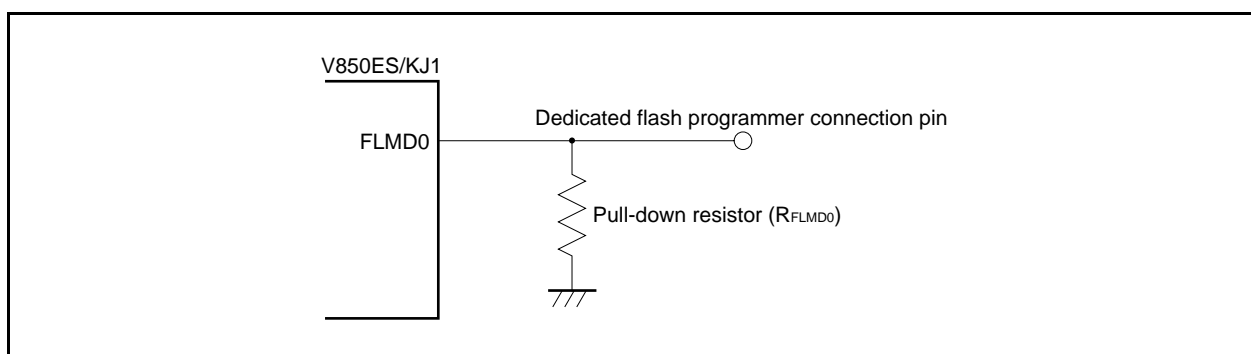 V850ES/KJ1
Dedicated flash programmer connection pin
FLMD0
Pull-down resistor (RFLMD0)